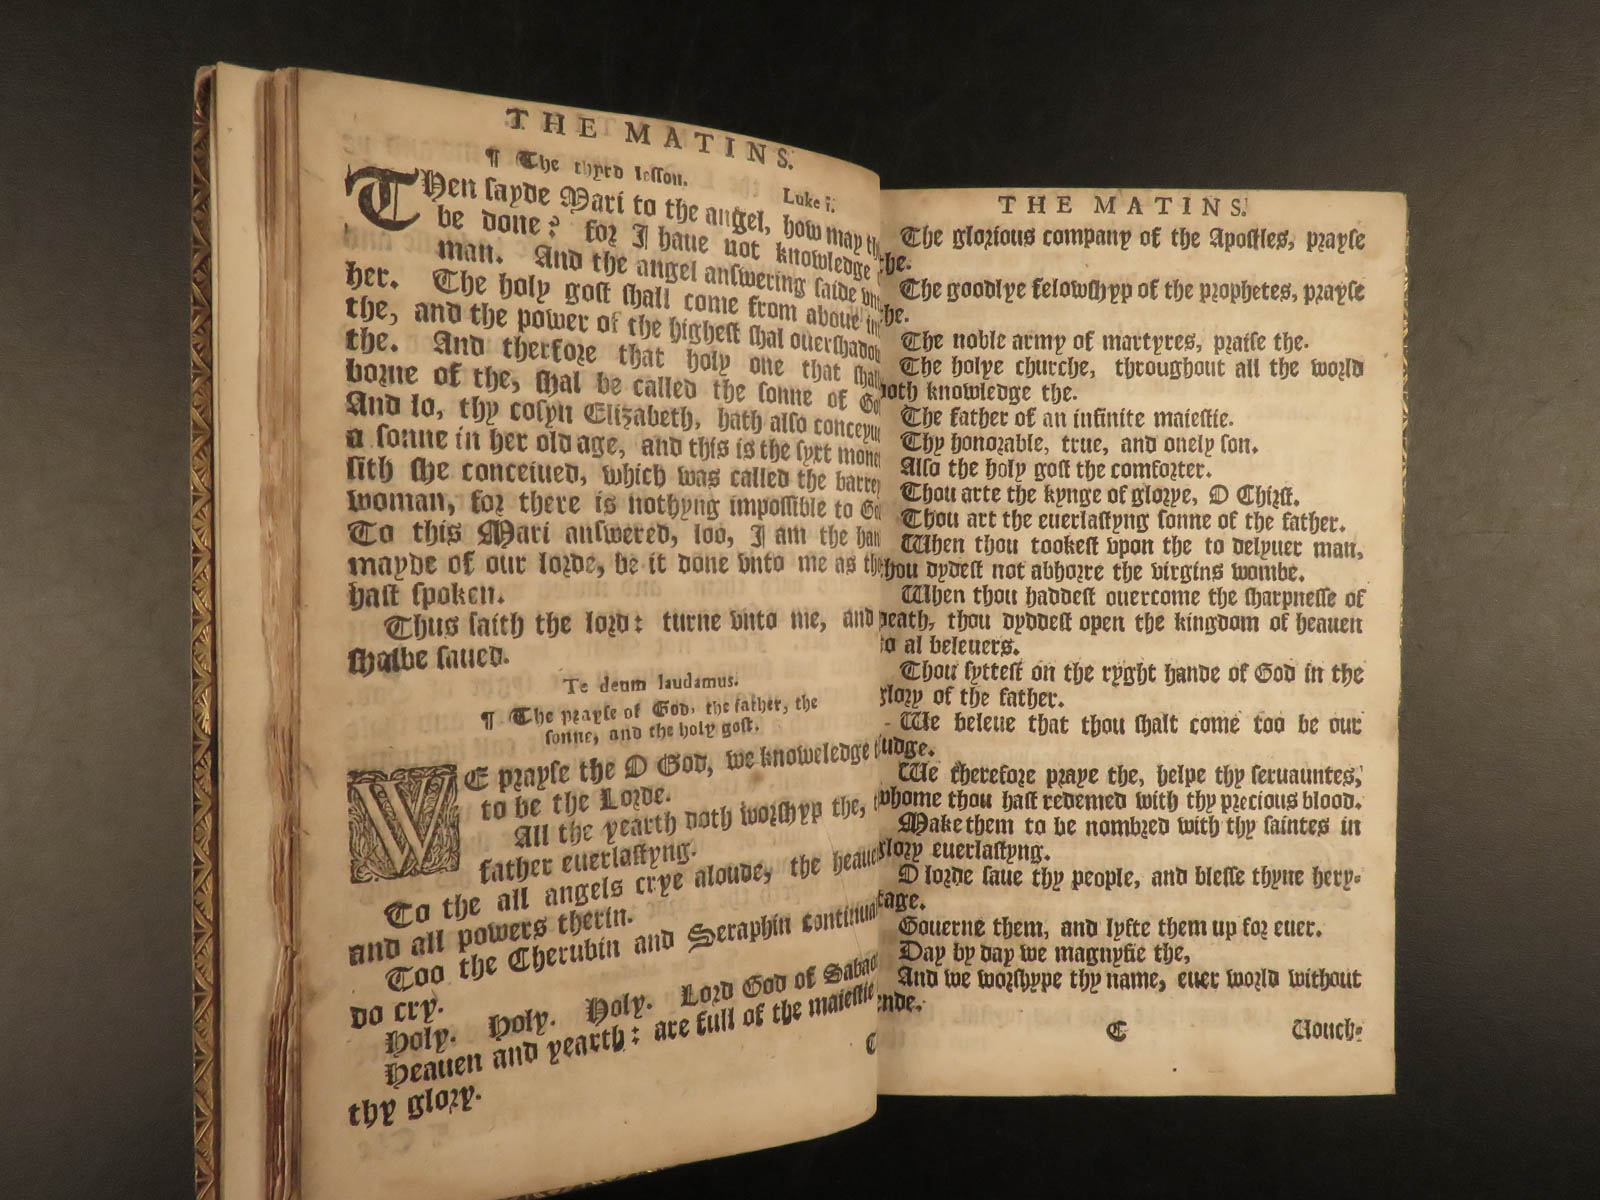 THE MATINS.
¶ The thyrd lesson.
Luke i.
THen sayde Mari to the angel, how may
be done? for I haue not knowledge
man. And the angel answering saide
her. The holy gost shall come from aboue
the, and the power of the highest shal
the. And therfore that holy one that
borne of the, shal be called the sonne of
And lo, thy cosyn Elizabeth, hath also
a sonne in her old age, and this is the syxt
sith she conceiued, which was called the
woman, for there is nothyng impossible to
To this Mari answered, loo, I am the
mayde of our lorde, be it done vnto me as
hast spoken.
Thus saith the lord: turne vnto me, and
shalbe saued.
Te deum laudamus.
¶ The prayse of God, the father, the
sonne, and the holy gost.
WE prayse the O God, we knoweledge
to be the Lorde.
All the yearth doth worshyp the,
father euerlastyng.
To the all angels crye aloude, the
and all powers therin.
Too the Cherubin and Seraphin
do cry.
Holy. Holy. Holy. Lord God of
Heauen and yearth: are full of the maiestie
thy glory.
THE MATINS.
The glorious company of the Apostles, prayse
the.
The goodlye felowshyp of the prophetes, prayse
the.
The noble army of martyres, praise the.
The holye churche, throughout all the world
doth knowledge the.
The father of an infinite maiestie.
Thy honorable, true, and onely son.
Also the holy gost the comforter.
Thou arte the kynge of glorye, O Christ.
Thou art the euerlastyng sonne of the father.
When thou tookest vpon the to delyuer man,
thou dydest not abhorre the virgins wombe.
When thou haddest ouercome the sharpnesse of
death, thou dyddest open the kingdom of heauen
to al beleuers.
Thou syttest on the ryght hande of God in the
glory of the father.
We beleue that thou shalt come too be our
iudge.
We therefore praye the, helpe thy seruauntes,
whome thou hast redemed with thy precious blood.
Make them to be nombred with thy saintes in
glory euerlastyng.
O lorde saue thy people, and blesse thyne hery-
tage.
Gouerne them, and lyfte them up for euer.
Day by day we magnyfie the,
And we worshype thy name, euer world without
ende.
E Vouch-